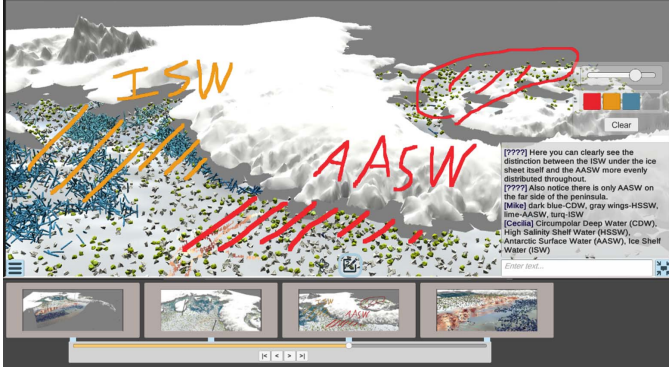 ISW
AASW
Clear
[????] Here you can clearly see the
distinction between the ISW under the ice
sheet itself and the AASW more evenly
distributed throughout.
[????] Also notice there is only AASW on
the far side of the peninsula.
[Mike] dark blue-CDW, gray wings-HSSW,
lime-AASW, turq-ISW
[Cecilia] Circumpolar Deep Water (CDW),
High Salinity Shelf Water (HSSW),
Antarctic Surface Water (AASW), Ice Shelf
Water (ISW)
Enter text...
AASW
|< < > >|